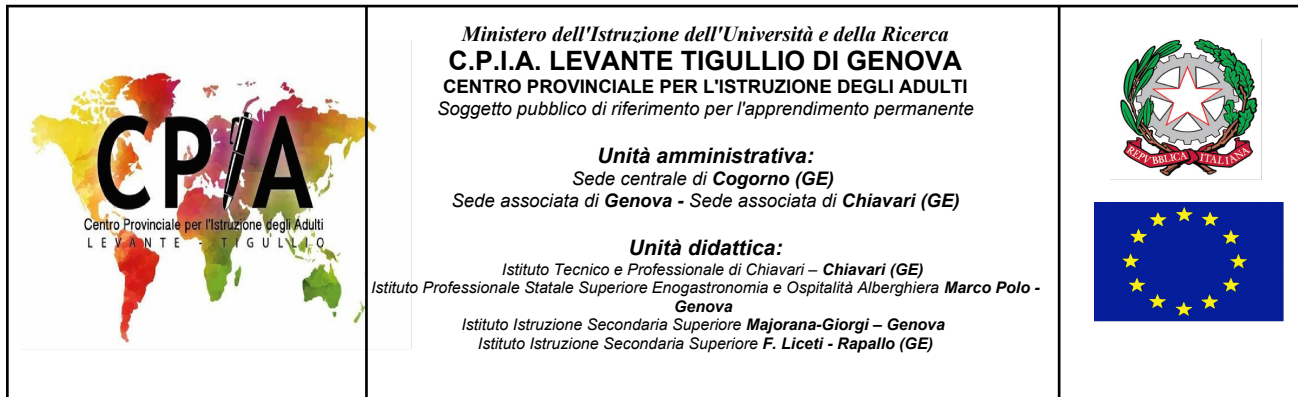 CPIA
Centro Provinciale per l'Istruzione degli Adulti
LEVANTE - TIGULLIO
Ministero dell'Istruzione dell'Università e della Ricerca
C.P.I.A. LEVANTE TIGULLIO DI GENOVA
CENTRO PROVINCIALE PER L'ISTRUZIONE DEGLI ADULTI
Soggetto pubblico di riferimento per l'apprendimento permanente
Unità amministrativa:
Sede centrale di Cogorno (GE)
Sede associata di Genova - Sede associata di Chiavari (GE)
Unità didattica:
Istituto Tecnico e Professionale di Chiavari – Chiavari (GE)
Istituto Professionale Statale Superiore Enogastronomia e Ospitalità Alberghiera Marco Polo -
Genova
Istituto Istruzione Secondaria Superiore Majorana-Giorgi – Genova
Istituto Istruzione Secondaria Superiore F. Liceti - Rapallo (GE)
REPVBBLICA ITALIANA